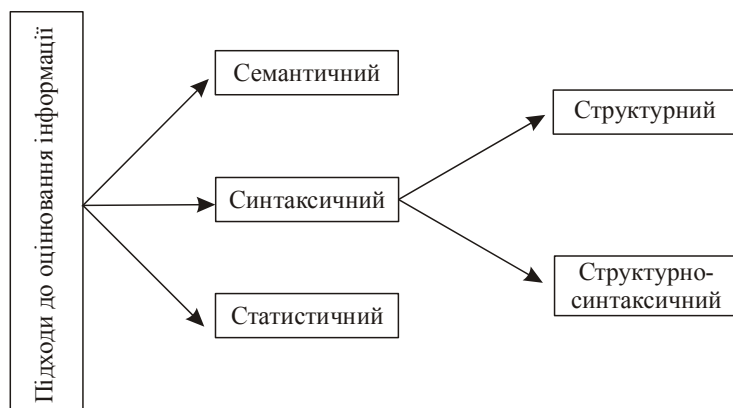 Підходи до оцінювання інформації
Семантичний
Синтаксичний
Статистичний
Структурний
Структурно-
синтаксичний